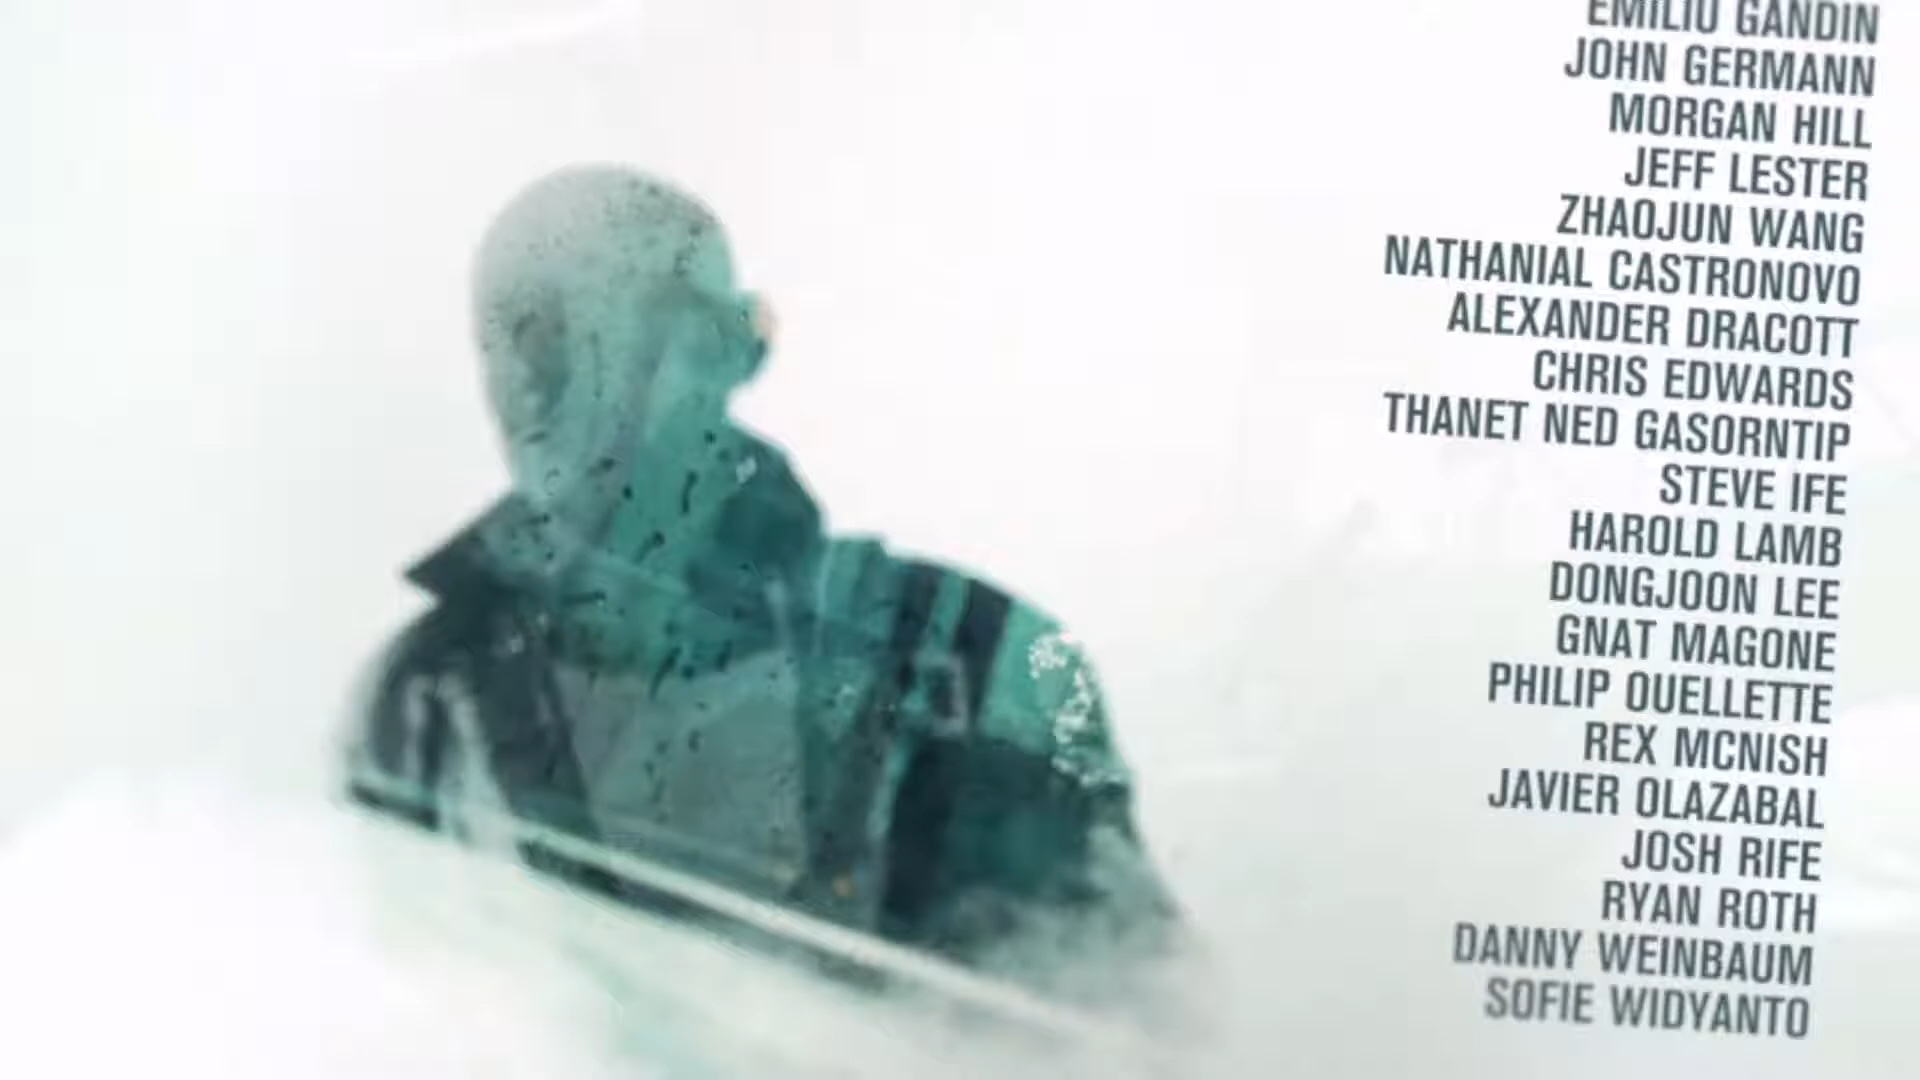 EMILIO GANDIN
JOHN GERMANN
MORGAN HILL
JEFF LESTER
ZHAOJUN WANG
NATHANIAL CASTRONOVO
ALEXANDER DRACOTT
CHRIS EDWARDS
THANET NED GASORNTIP
STEVE IFE
HAROLD LAMB
DONGJOON LEE
GNAT MAGONE
PHILIP OUELLETTE
REX MCNISH
JAVIER OLAZABAL
JOSH RIFE
RYAN ROTH
DANNY WEINBAUM
SOFIE WIDYANTO